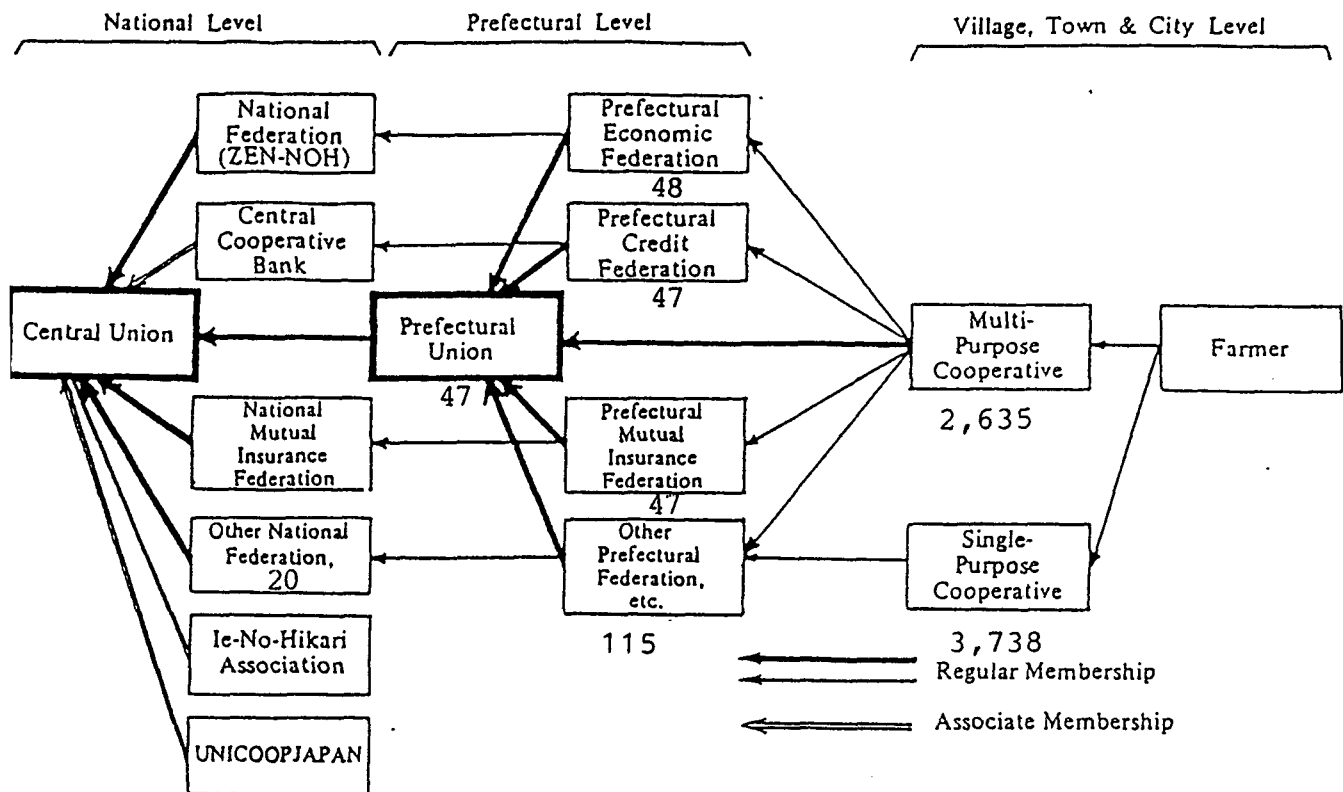 National Level
Prefectural Level
Village, Town & City Level
National
Federation
(ZEN-NOH)
Prefectural
Economic
Federation
48
Central
Cooperative
Bank
Prefectural
Credit
Federation
47
Central Union
Prefectural
Union
47
Multi-
Purpose
Cooperative
2,635
Farmer
National
Mutual
Insurance
Federation
Prefectural
Mutual
Insurance
Federation
47
Other National
Federation,
20
Other
Prefectural
Federation,
etc.
115
Single-
Purpose
Cooperative
3,738
Ie-No-Hikari
Association
UNICOOPJAPAN
Regular Membership
Associate Membership